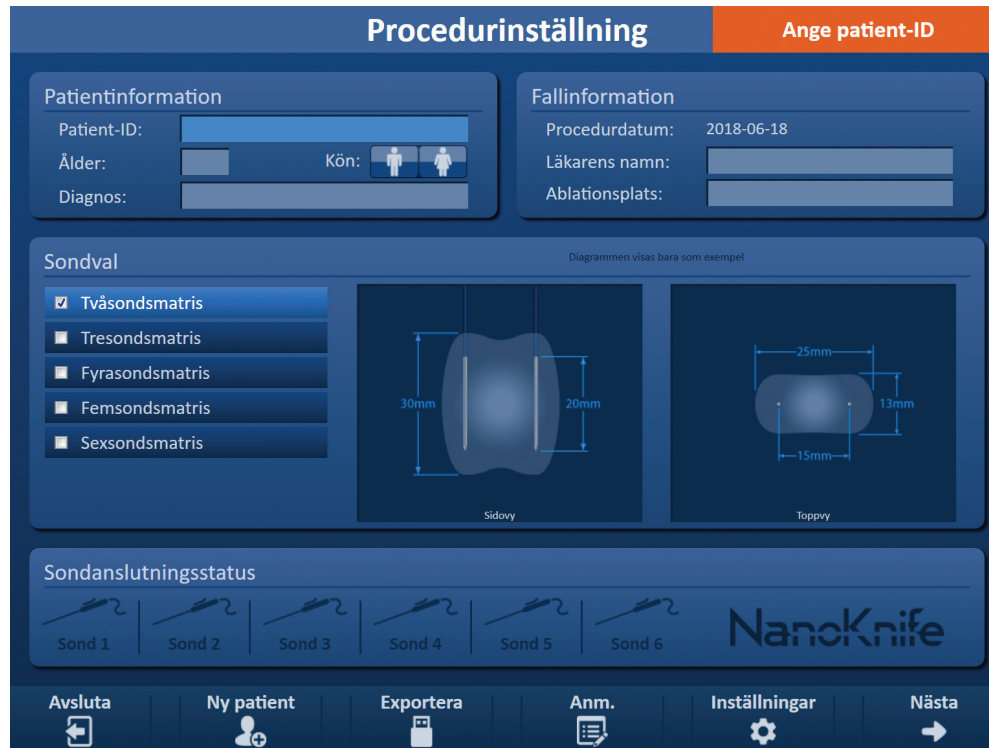 Procedurinställning
Ange patient-ID
Patientinformation
Patient-ID:
Ålder:
Kön:
Diagnos:
Fallinformation
Procedurdatum: 2018-06-18
Läkarens namn:
Ablationsplats:
Sondval
Diagrammen visas bara som exempel
Tvåsondsmatris
Tresondsmatris
Fyrasondsmatris
Femsondsmatris
Sexsondsmatris
30mm
20mm
Sidovy
25mm
13mm
15mm
Toppvy
Sondanslutningsstatus
Sond 1 Sond 2 Sond 3 Sond 4 Sond 5 Sond 6
NanoKnife
Avsluta Ny patient Exportera Anm. Inställningar Nästa